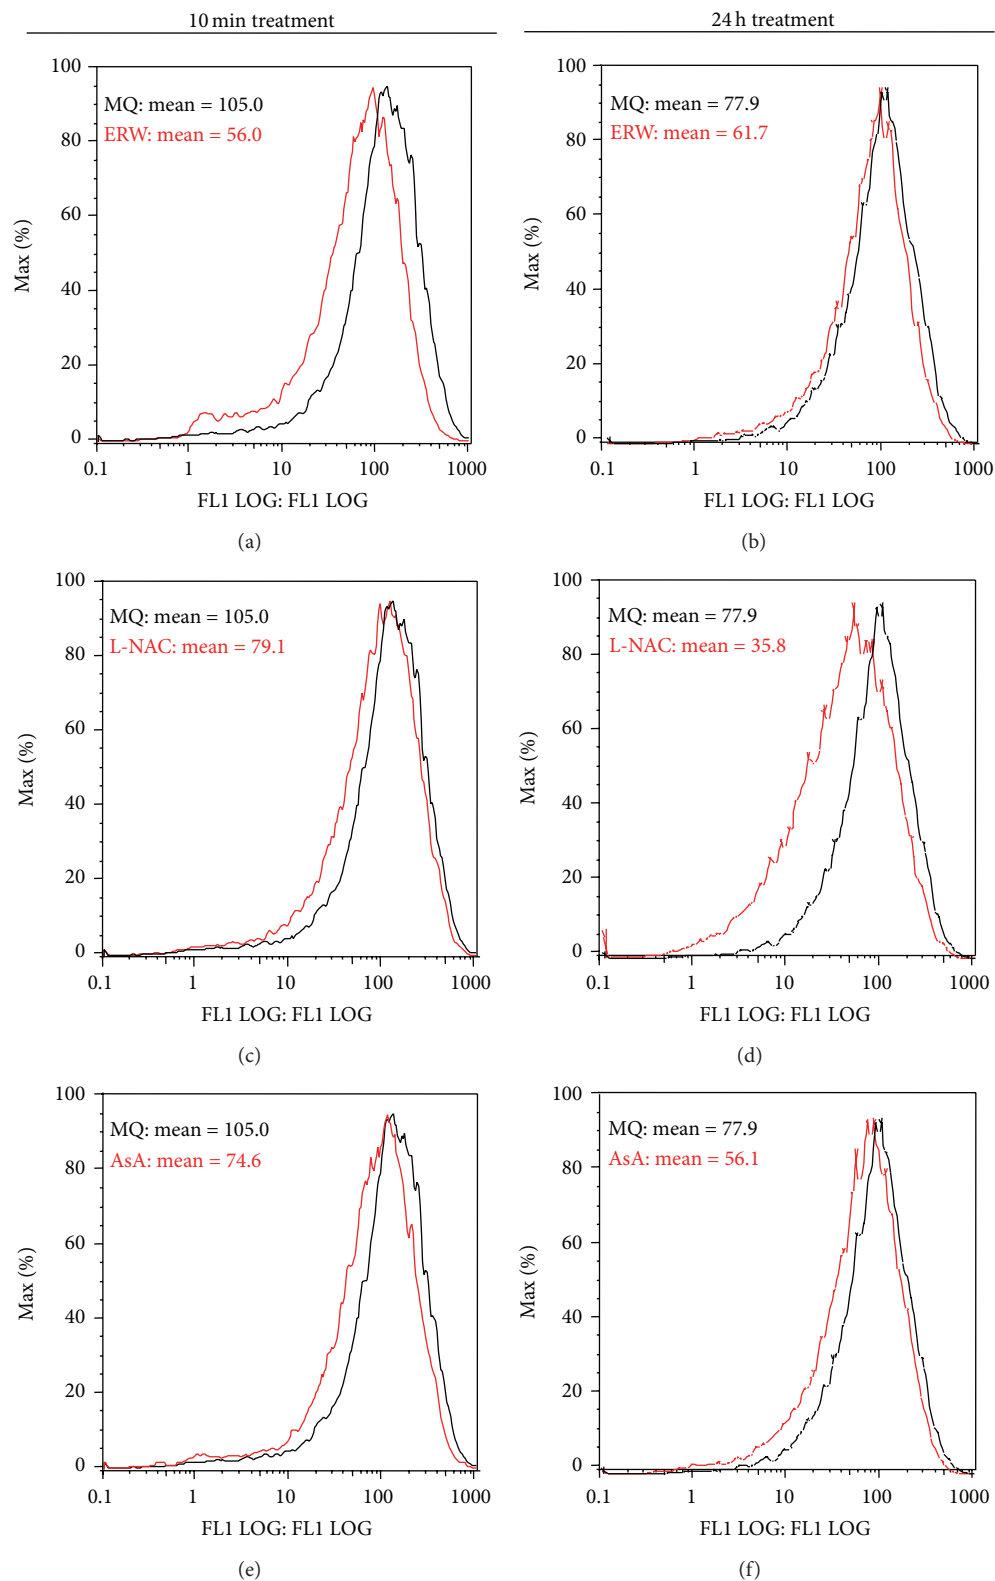 10 min treatment
24 h treatment
100
80
60
40
20
0
Max (%)
MQ: mean = 105.0
ERW: mean = 56.0
0.1 1 10 100 1000
FL1 LOG: FL1 LOG
(a)
100
80
60
40
20
0
Max (%)
MQ: mean = 77.9
ERW: mean = 61.7
0.1 1 10 100 1000
FL1 LOG: FL1 LOG
(b)
100
80
60
40
20
0
Max (%)
MQ: mean = 105.0
L-NAC: mean = 79.1
0.1 1 10 100 1000
FL1 LOG: FL1 LOG
(c)
100
80
60
40
20
0
Max (%)
MQ: mean = 77.9
L-NAC: mean = 35.8
0.1 1 10 100 1000
FL1 LOG: FL1 LOG
(d)
100
80
60
40
20
0
Max (%)
MQ: mean = 105.0
AsA: mean = 74.6
0.1 1 10 100 1000
FL1 LOG: FL1 LOG
(e)
100
80
60
40
20
0
Max (%)
MQ: mean = 77.9
AsA: mean = 56.1
0.1 1 10 100 1000
FL1 LOG: FL1 LOG
(f)